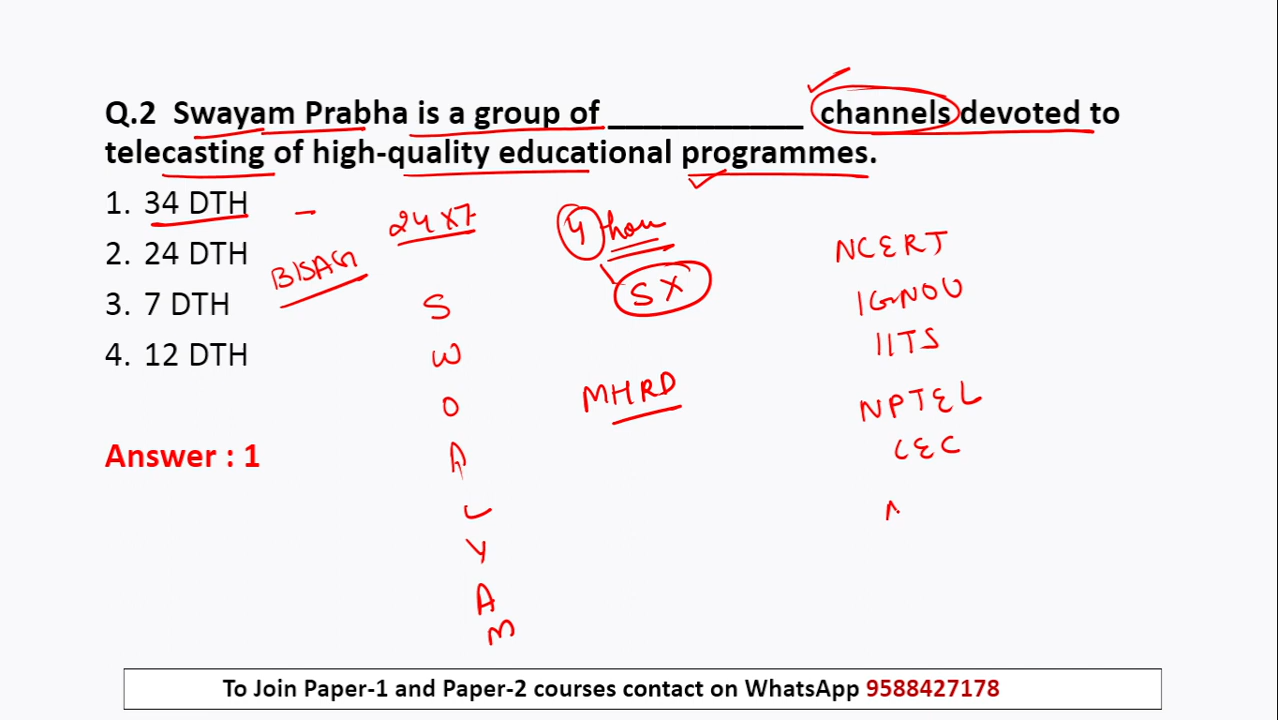 Q.2 Swayam Prabha is a group of ____________ channels devoted to
telecasting of high-quality educational programmes.
1. 34 DTH -
2. 24 DTH
3. 7 DTH
4. 12 DTH
Answer : 1
BISAG
24x7
4 hour
5X
S
W
O
A
L
Y
A
M
MHRD
NCERT
IGNOU
IITS
NPTEL
CEC
To Join Paper-1 and Paper-2 courses contact on WhatsApp 9588427178